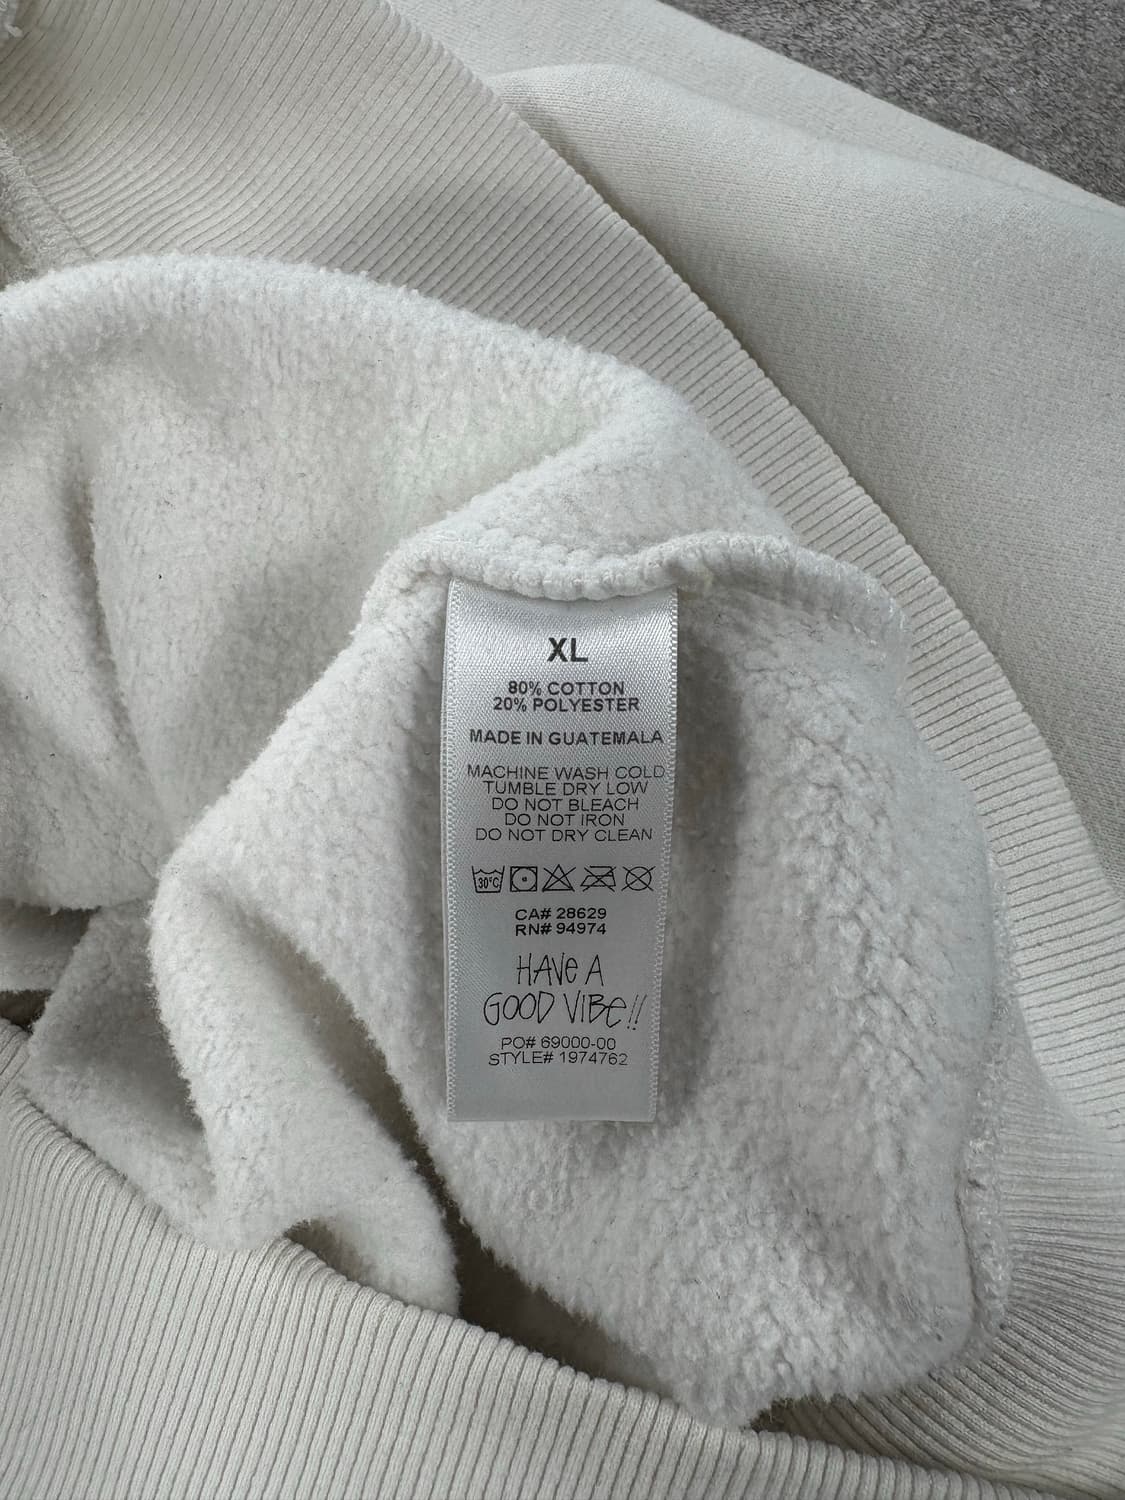 XL
80% COTTON
20% POLYESTER
MADE IN GUATEMALA
MACHINE WASH COLD
TUMBLE DRY LOW
DO NOT BLEACH
DO NOT IRON
DO NOT DRY CLEAN
30°C
CA# 28629
RN# 94974
HAVe A
GOOD VIBe!!
PO# 69000-00
STYLE# 1974762